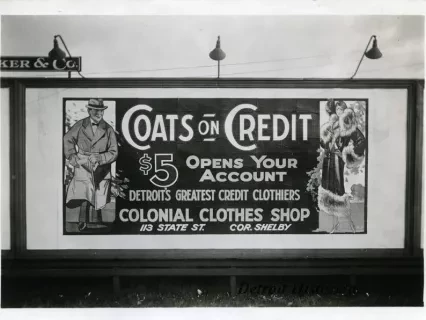 KER & CO.
COATS ON CREDIT
$5 OPENS YOUR
ACCOUNT
DETROIT'S GREATEST CREDIT CLOTHIERS
COLONIAL CLOTHES SHOP
113 STATE ST. COR. SHELBY
Detroit